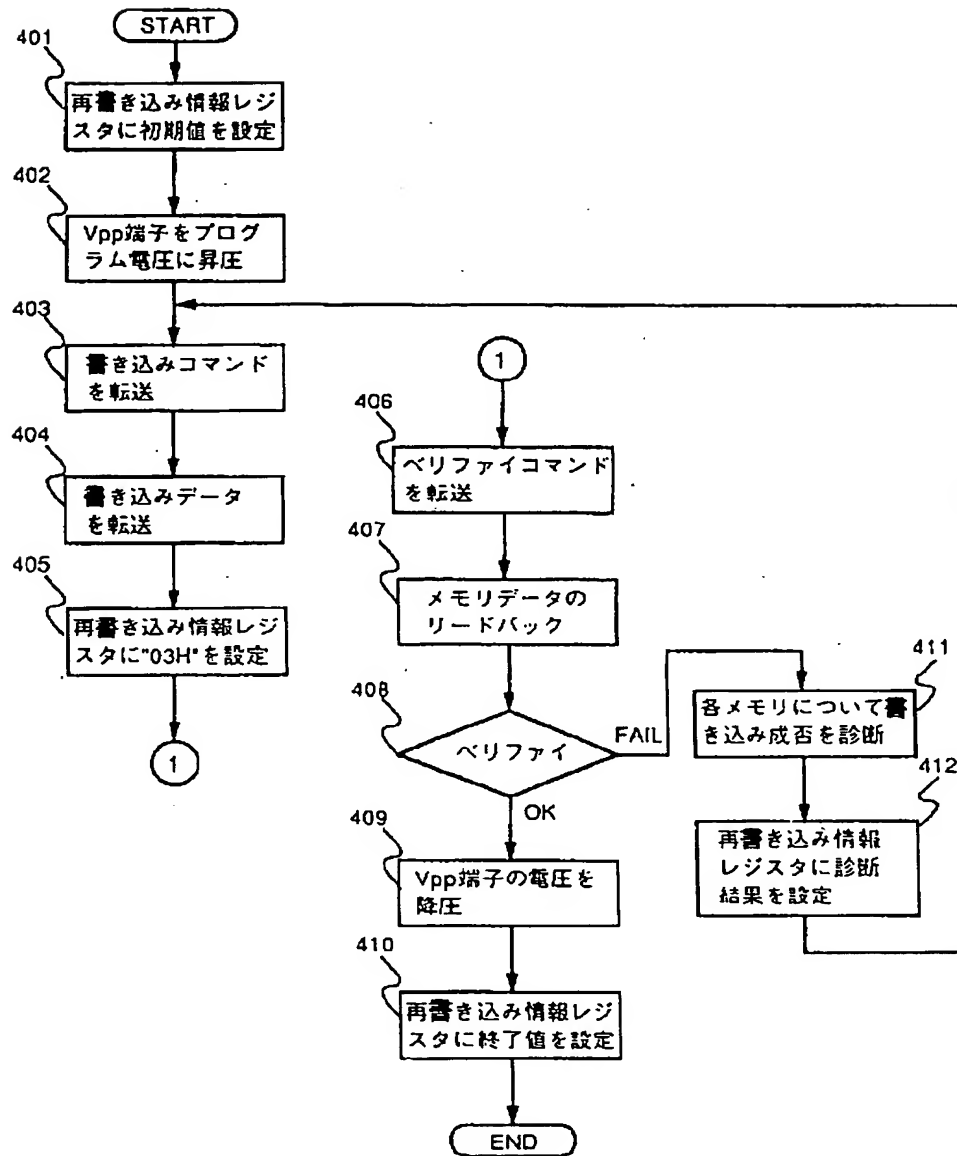 START
401
再書き込み情報レジ
スタに初期値を設定
402
Vpp端子をプログ
ラム電圧に昇圧
403
書き込みコマンド
を転送
404
書き込みデータ
を転送
405
再書き込み情報レジ
スタに"03H"を設定
1
1
406
ベリファイコマンド
を転送
407
メモリデータの
リードバック
408
ベリファイ
FAIL
OK
409
Vpp端子の電圧を
降圧
410
再書き込み情報レジ
スタに終了値を設定
END
411
各メモリについて書
き込み成否を診断
412
再書き込み情報
レジスタに診断
結果を設定